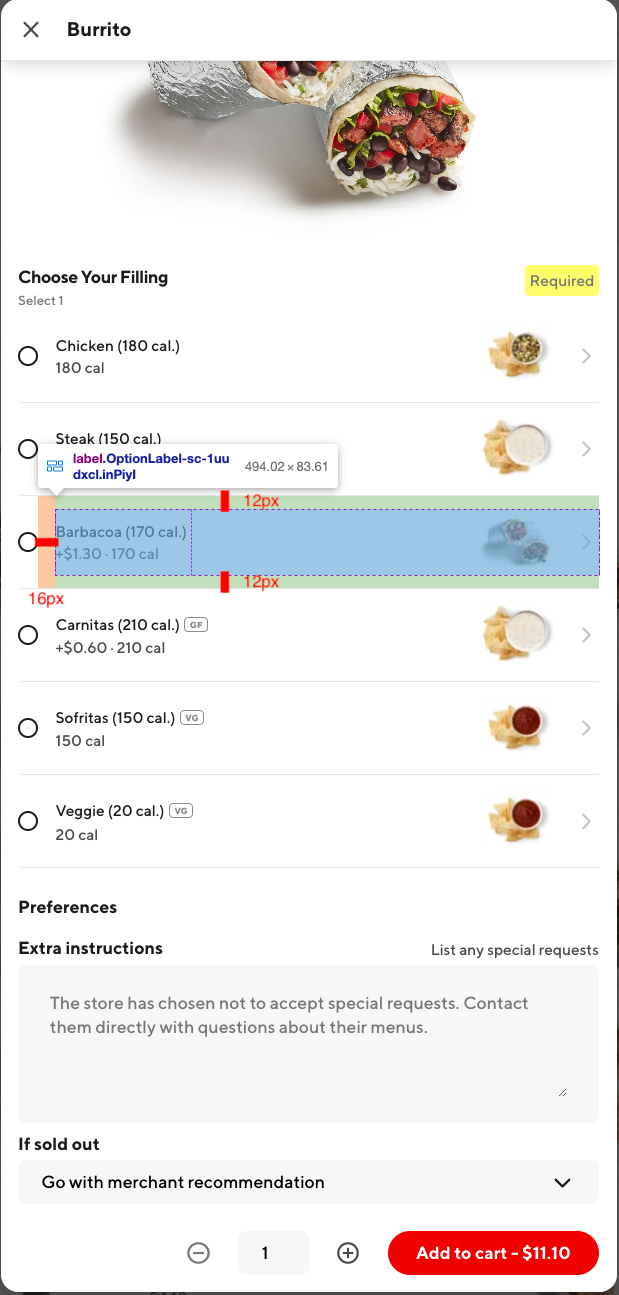 Burrito
Choose Your Filling
Required
Select 1
Chicken (180 cal.)
180 cal
Steak (150 cal.)
label.OptionLabel-sc-1uu
dxcl.inPiyI
494.02 × 83.61
12px
Barbacoa (170 cal.)
+$1.30 · 170 cal
12px
16px
Carnitas (210 cal.) GF
+$0.60 · 210 cal
Sofritas (150 cal.) VG
150 cal
Veggie (20 cal.) VG
20 cal
Preferences
Extra instructions
List any special requests
The store has chosen not to accept special requests. Contact
them directly with questions about their menus.
If sold out
Go with merchant recommendation
1
Add to cart - $11.10